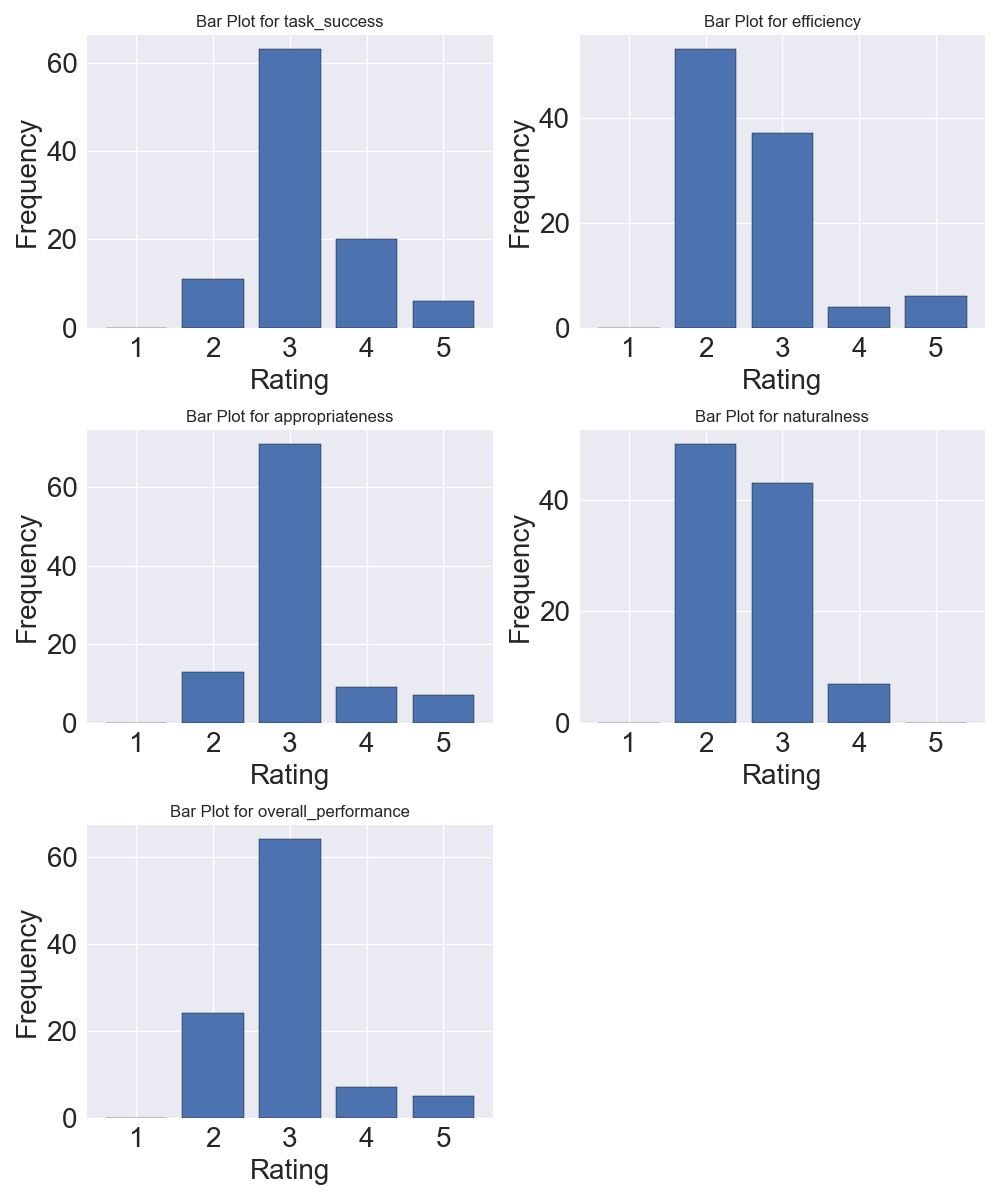 Bar Plot for task_success
Frequency
60
40
20
0
1 2 3 4 5
Rating
Bar Plot for efficiency
Frequency
40
20
0
1 2 3 4 5
Rating
Bar Plot for appropriateness
Frequency
60
40
20
0
1 2 3 4 5
Rating
Bar Plot for naturalness
Frequency
40
20
0
1 2 3 4 5
Rating
Bar Plot for overall_performance
Frequency
60
40
20
0
1 2 3 4 5
Rating